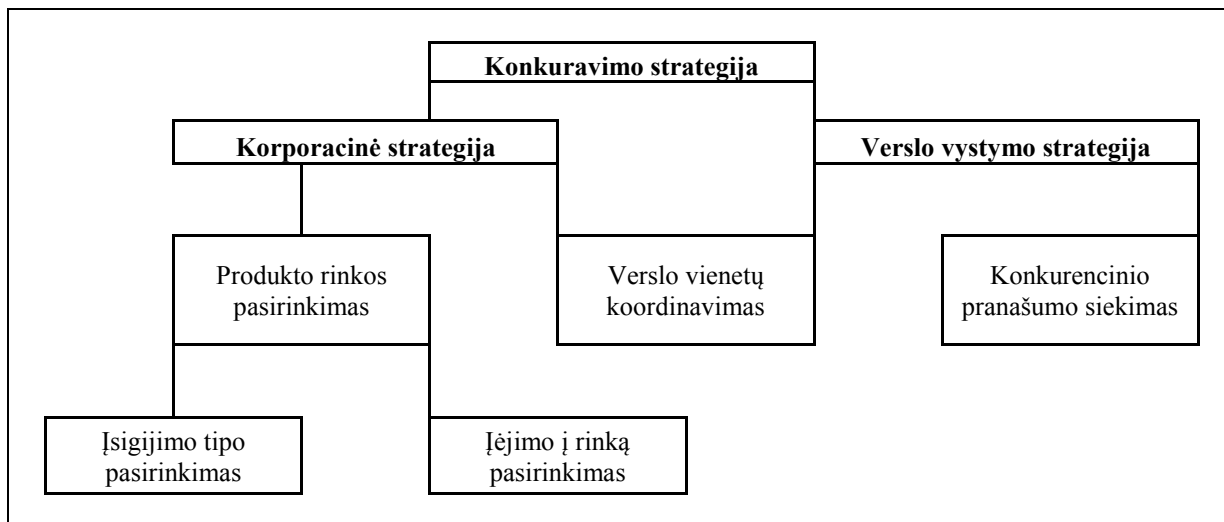 Konkuravimo strategija
Korporacinė strategija
Verslo vystymo strategija
Produkto rinkos
pasirinkimas
Verslo vienetų
koordinavimas
Konkurencinio
pranašumo siekimas
Įsigijimo tipo
pasirinkimas
Įėjimo į rinką
pasirinkimas